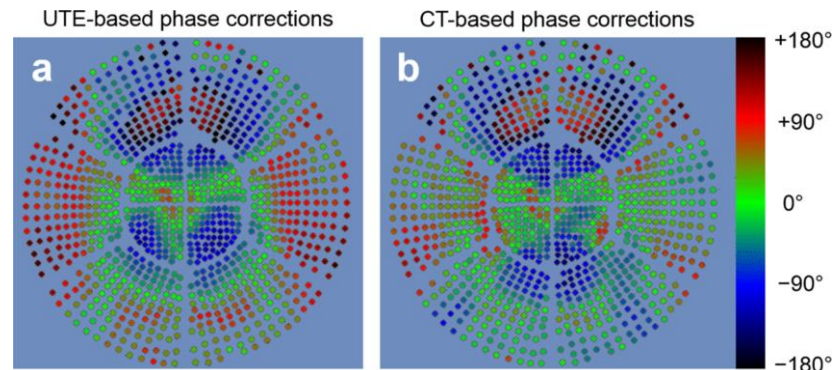 UTE-based phase corrections
CT-based phase corrections
a
b
+180°
+90°
0°
−90°
−180°